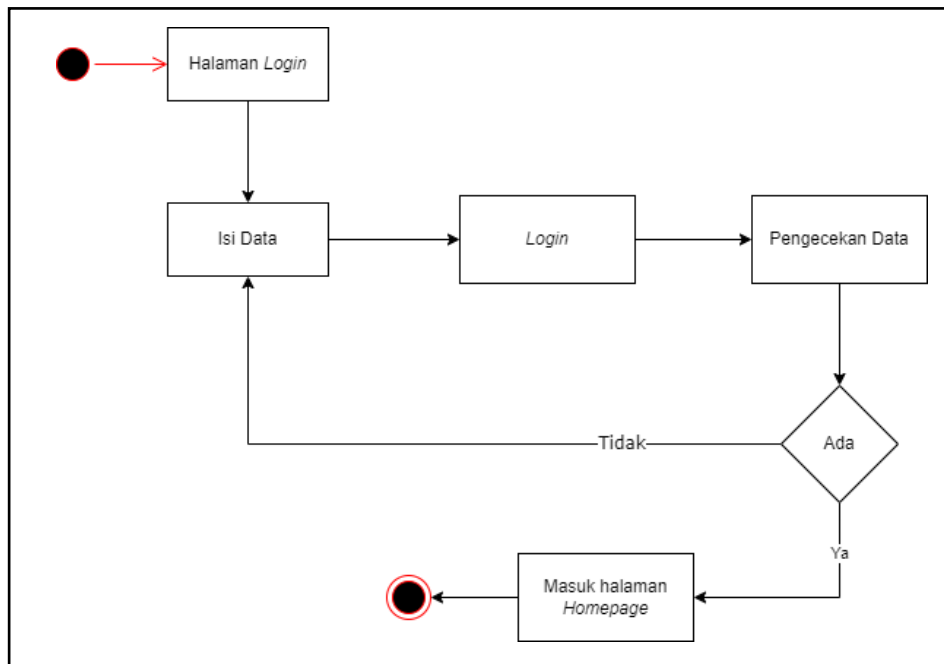 Halaman Login
Isi Data
Login
Pengecekan Data
Ada
Tidak
Ya
Masuk halaman
Homepage